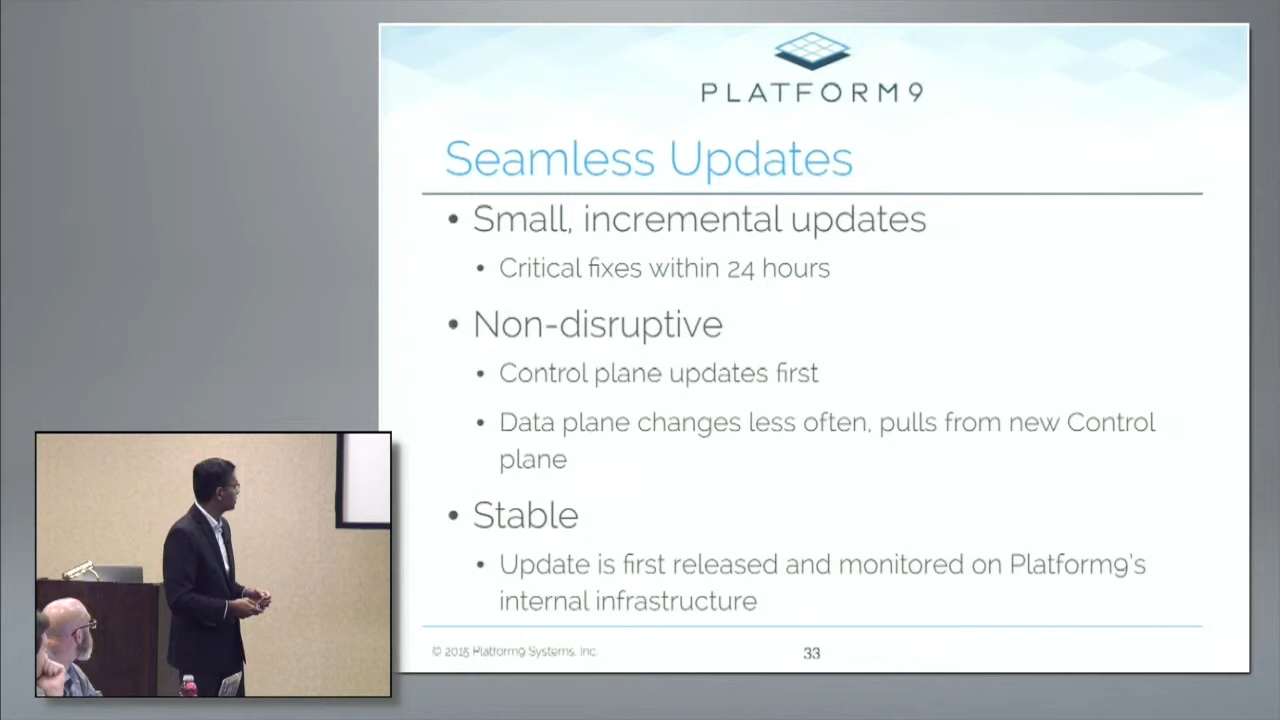 PLATFORM9
Seamless Updates
• Small, incremental updates
• Critical fixes within 24 hours
• Non-disruptive
• Control plane updates first
• Data plane changes less often, pulls from new Control
plane
• Stable
• Update is first released and monitored on Platform9's
internal infrastructure
© 2015 Platform9 Systems, Inc.
33